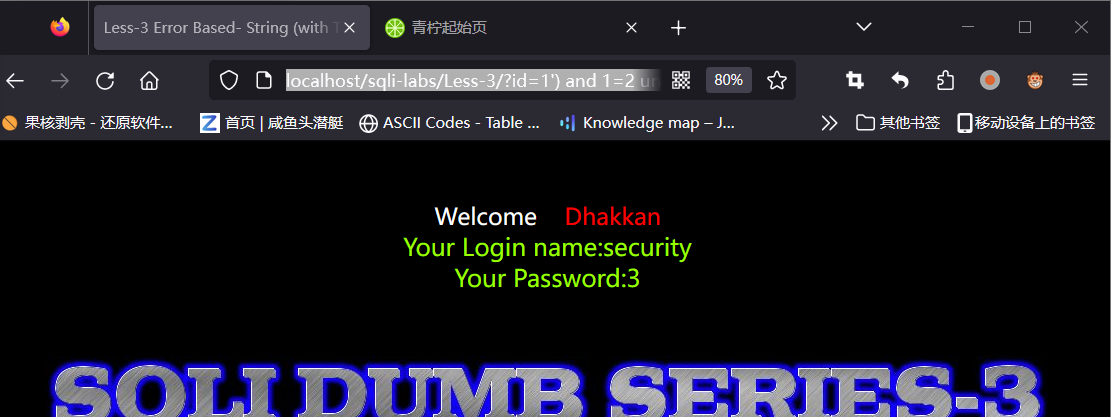 Less-3 Error Based- String (with T
青柠起始页
localhost/sqli-labs/Less-3/?id=1') and 1=2 un
80%
果核剥壳 - 还原软件...
首页 | 咸鱼头潜艇
ASCII Codes - Table ...
Knowledge map – J...
其他书签
移动设备上的书签
Welcome Dhakkan
Your Login name:security
Your Password:3
SQLI DUMB SERIES-3